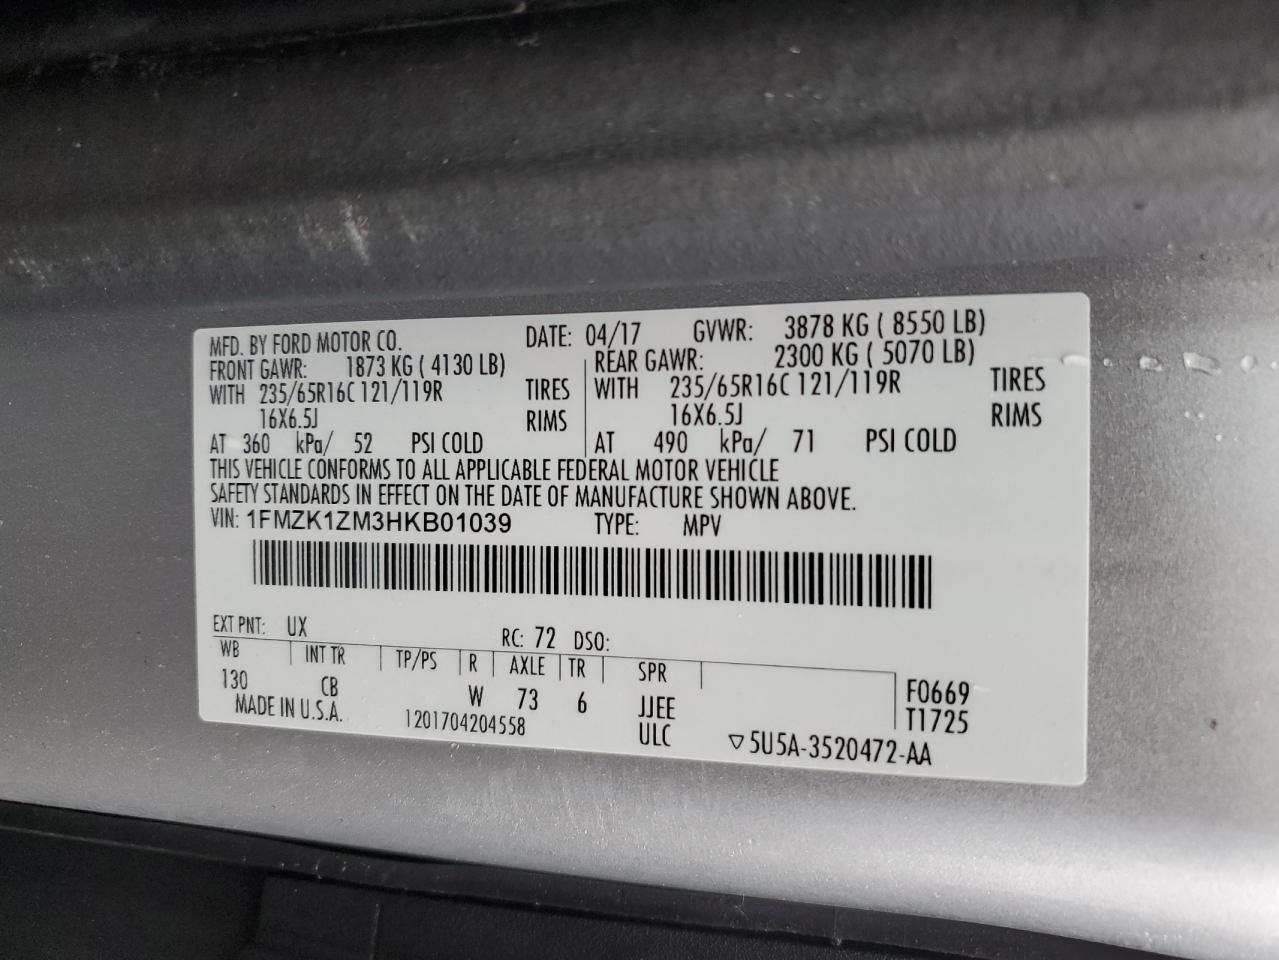 MFD. BY FORD MOTOR CO. DATE: 04/17 GVWR: 3878 KG ( 8550 LB)
FRONT GAWR: 1873 KG ( 4130 LB) REAR GAWR: 2300 KG ( 5070 LB)
WITH 235/65R16C 121/119R TIRES WITH 235/65R16C 121/119R TIRES
16X6.5J RIMS 16X6.5J RIMS
AT 360 kPa/ 52 PSI COLD AT 490 kPa/ 71 PSI COLD
THIS VEHICLE CONFORMS TO ALL APPLICABLE FEDERAL MOTOR VEHICLE
SAFETY STANDARDS IN EFFECT ON THE DATE OF MANUFACTURE SHOWN ABOVE.
VIN: 1FMZK1ZM3HKB01039 TYPE: MPV
EXT PNT: UX RC: 72 DSO:
WB INT TR TP/PS R AXLE TR SPR
130 CB W 73 6 JJEE F0669
MADE IN U.S.A. 1201704204558 ULC T1725
▽5U5A-3520472-AA